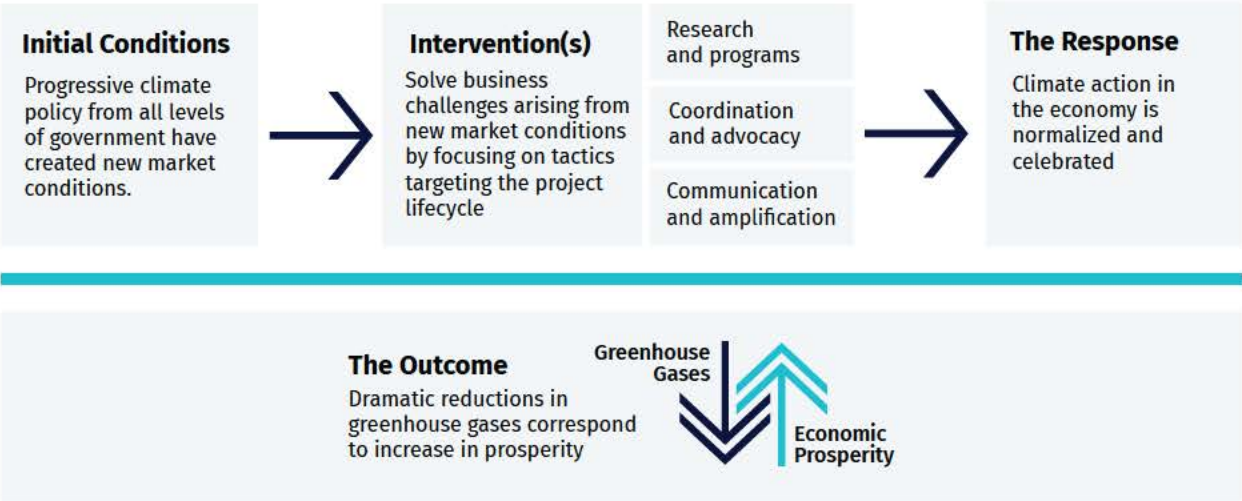 Initial Conditions
Progressive climate
policy from all levels
of government have
created new market
conditions.
Intervention(s)
Solve business
challenges arising from
new market conditions
by focusing on tactics
targeting the project
lifecycle
Research
and programs
Coordination
and advocacy
Communication
and amplification
The Response
Climate action in
the economy is
normalized and
celebrated
The Outcome
Dramatic reductions in
greenhouse gases correspond
to increase in prosperity
Greenhouse
Gases
Economic
Prosperity